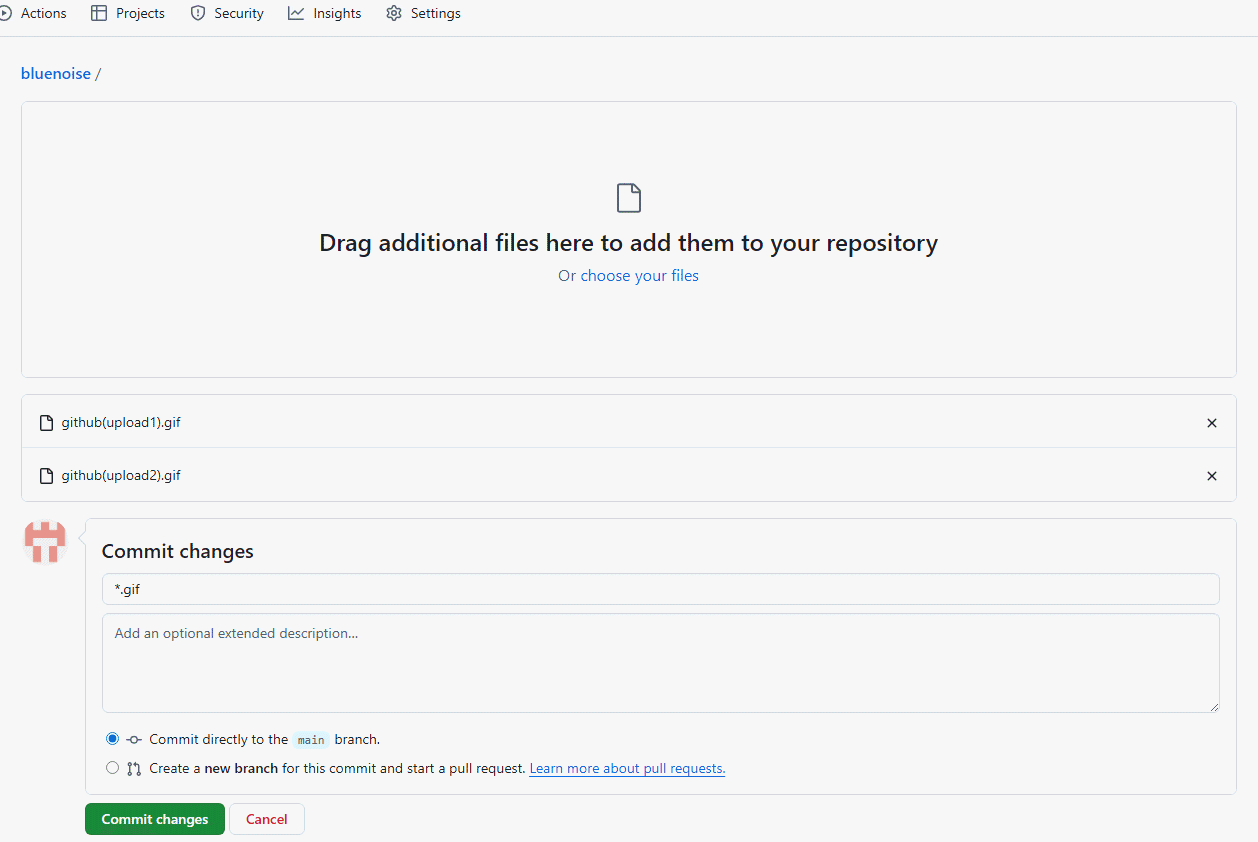 Actions Projects Security Insights Settings
bluenoise /
Drag additional files here to add them to your repository
Or choose your files
github(upload1).gif
github(upload2).gif
Commit changes
*.gif
Add an optional extended description...
Commit directly to the main branch.
Create a new branch for this commit and start a pull request. Learn more about pull requests.
Commit changes Cancel